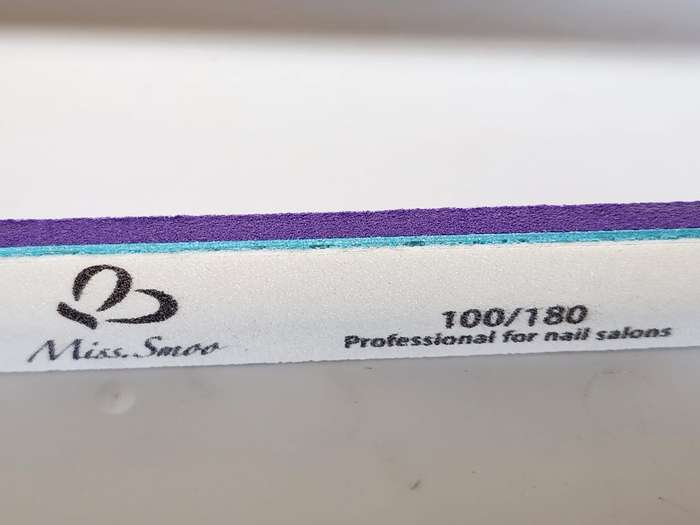 Miss. Smoo
100/180
Professional for nail salons